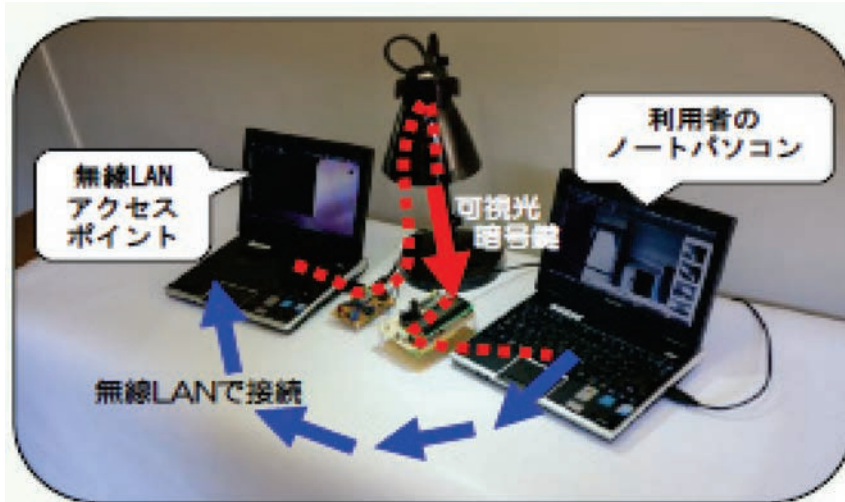 無線LAN
アクセス
ポイント
利用者の
ノートパソコン
可視光
暗号鍵
無線LANで接続